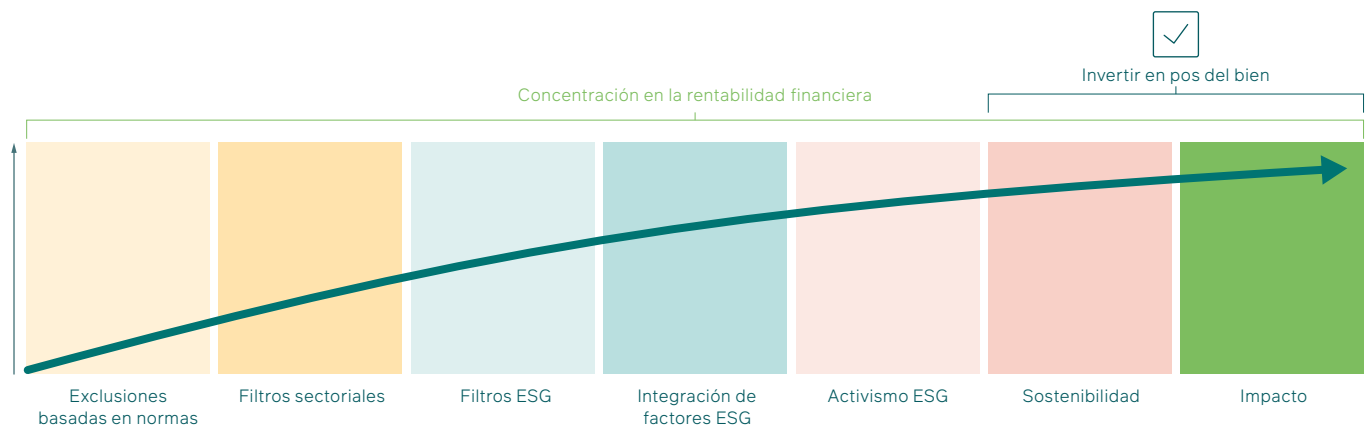 Invertir en pos del bien
Concentración en la rentabilidad financiera
Exclusiones
basadas en normas
Filtros sectoriales
Filtros ESG
Integración de
factores ESG
Activismo ESG
Sostenibilidad
Impacto